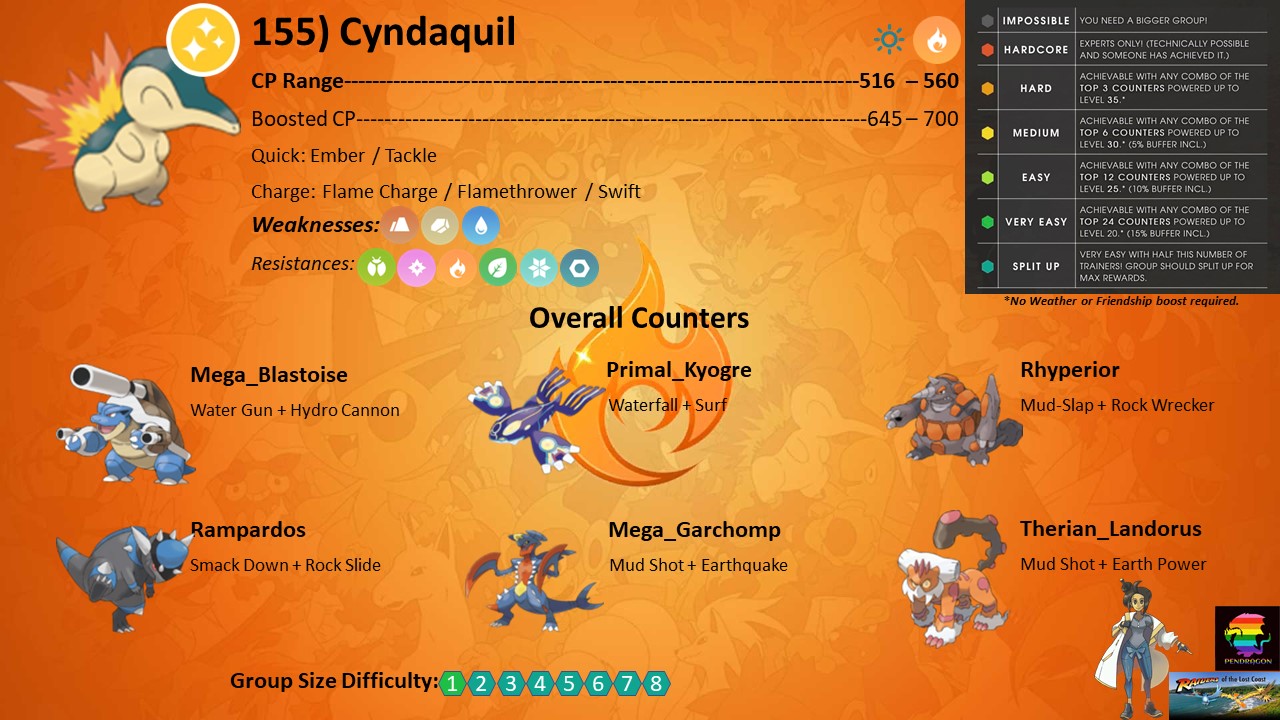 155) Cyndaquil
CP Range---516 – 560
Boosted CP---645 – 700
Quick: Ember / Tackle
Charge: Flame Charge / Flamethrower / Swift
Weaknesses:
Resistances:
IMPOSSIBLE YOU NEED A BIGGER GROUP!
HARDCORE EXPERTS ONLY! (TECHNICALLY POSSIBLE
AND SOMEONE HAS ACHIEVED IT.)
HARD ACHIEVABLE WITH ANY COMBO OF THE
TOP 3 COUNTERS POWERED UP TO
LEVEL 35.*
MEDIUM ACHIEVABLE WITH ANY COMBO OF THE
TOP 6 COUNTERS POWERED UP TO
LEVEL 30.* (5% BUFFER INCL.)
EASY ACHIEVABLE WITH ANY COMBO OF THE
TOP 12 COUNTERS POWERED UP TO
LEVEL 25.* (10% BUFFER INCL.)
VERY EASY ACHIEVABLE WITH ANY COMBO OF THE
TOP 24 COUNTERS POWERED UP TO
LEVEL 20.* (15% BUFFER INCL.)
SPLIT UP VERY EASY WITH HALF THIS NUMBER OF
TRAINERS! GROUP SHOULD SPLIT UP FOR
MAX REWARDS.
*No Weather or Friendship boost required.
Overall Counters
Mega_Blastoise
Water Gun + Hydro Cannon
Primal_Kyogre
Waterfall + Surf
Rhyperior
Mud-Slap + Rock Wrecker
Rampardos
Smack Down + Rock Slide
Mega_Garchomp
Mud Shot + Earthquake
Therian_Landorus
Mud Shot + Earth Power
Group Size Difficulty: 1 2 3 4 5 6 7 8
PENDRAGON
RAIDERS of the Lost Coast